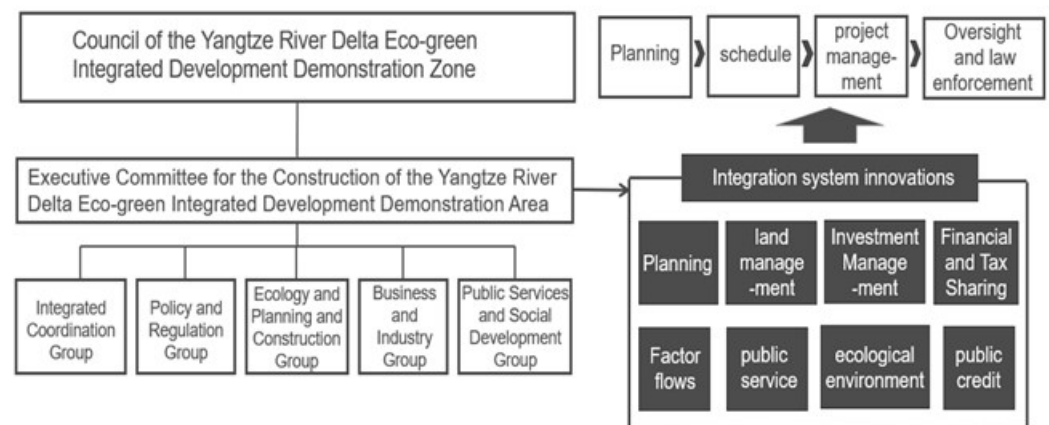 Council of the Yangtze River Delta Eco-green
Integrated Development Demonstration Zone
Executive Committee for the Construction of the Yangtze River
Delta Eco-green Integrated Development Demonstration Area
Integrated
Coordination
Group
Policy and
Regulation
Group
Ecology and
Planning and
Construction
Group
Business
and
Industry
Group
Public Services
and Social
Development
Group
Planning
schedule
project
manage-
ment
Oversight
and law
enforcement
Integration system innovations
Planning
land
manage
-ment
Investment
Manage
-ment
Financial
and Tax
Sharing
Factor
flows
public
service
ecological
environment
public
credit